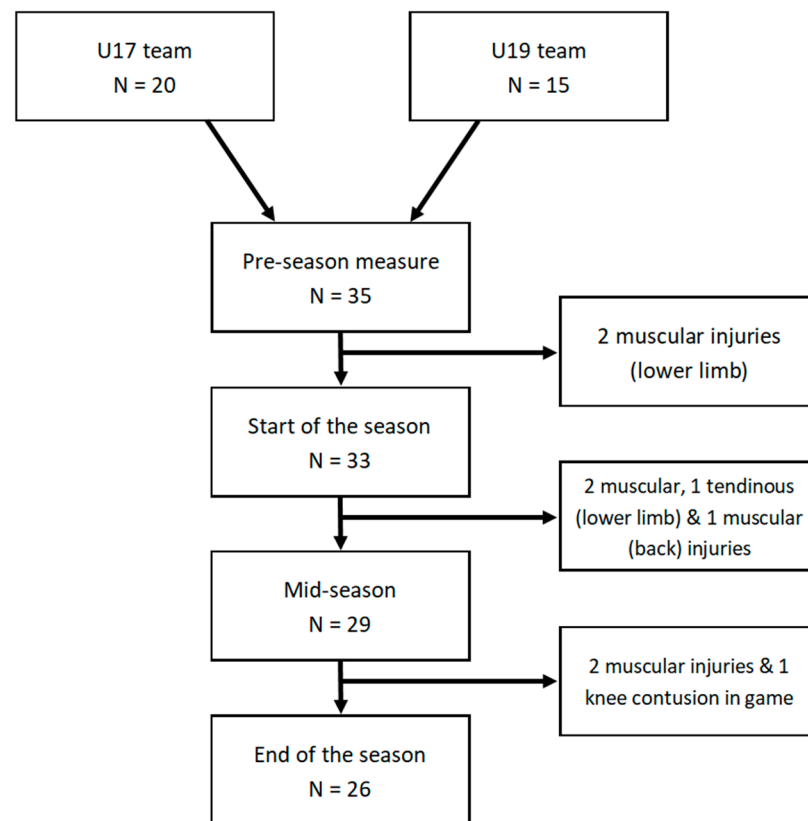 U17 team
N = 20
U19 team
N = 15
Pre-season measure
N = 35
2 muscular injuries
(lower limb)
Start of the season
N = 33
2 muscular, 1 tendinous
(lower limb) & 1 muscular
(back) injuries
Mid-season
N = 29
2 muscular injuries & 1
knee contusion in game
End of the season
N = 26